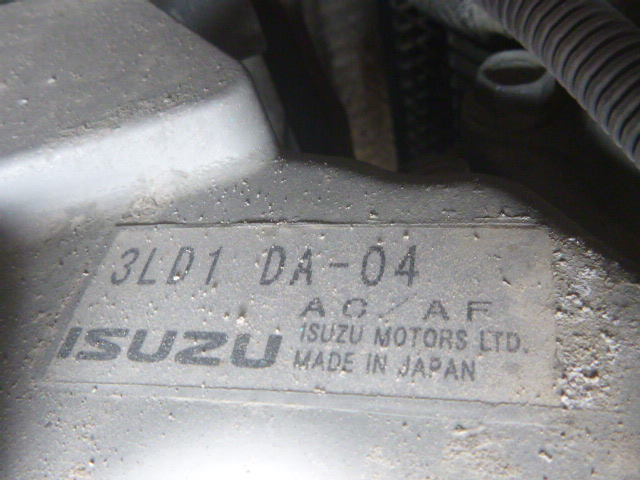 3LD1 DA-04
AC/AF
ISUZU
ISUZU MOTORS LTD.
MADE IN JAPAN